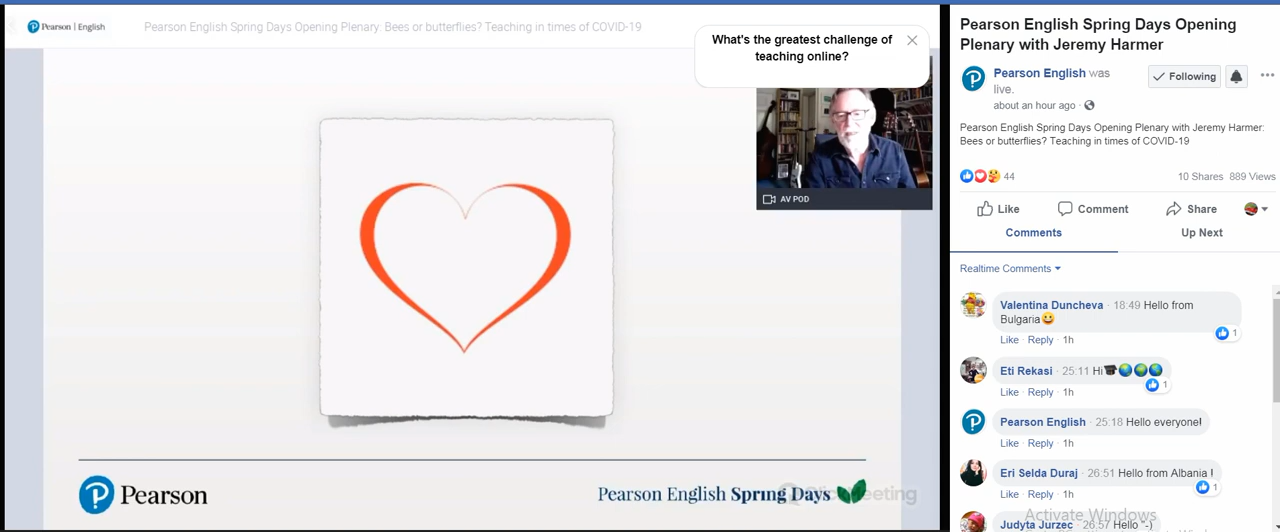 Pearson | English
Pearson English Spring Days Opening Plenary: Bees or butterflies? Teaching in times of COVID-19
What's the greatest challenge of
teaching online?
AV POD
Pearson
Pearson English Spring Days
ClickMeeting
Pearson English Spring Days Opening
Plenary with Jeremy Harmer
Pearson English was
live.
about an hour ago ·
Following
Pearson English Spring Days Opening Plenary with Jeremy Harmer:
Bees or butterflies? Teaching in times of COVID-19
44
10 Shares 889 Views
Like Comment Share
Comments Up Next
Realtime Comments
Valentina Duncheva · 18:49 Hello from
Bulgaria😀
1
Like · Reply · 1h
Eti Rekasi · 25:11 Hi🎓🌍🌍🌍
1
Like · Reply · 1h
Pearson English · 25:18 Hello everyone!
Like · Reply · 1h
Eri Selda Duraj · 26:51 Hello from Albania !
1
Like · Reply · 1h
Judyta Jurzec · 26:57 Hello :-)
Activate Windows